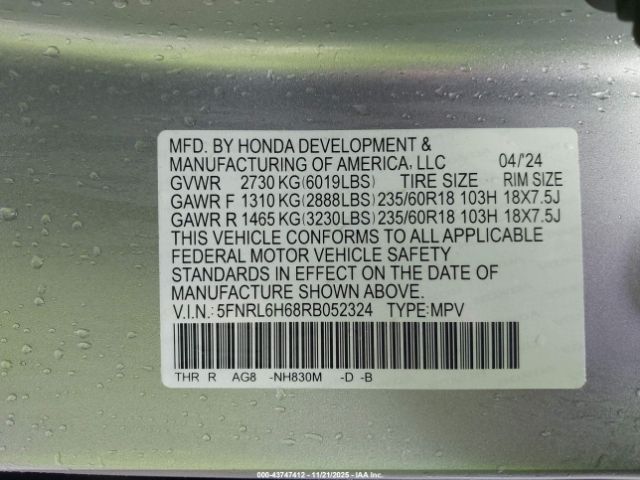 MFD. BY HONDA DEVELOPMENT &
MANUFACTURING OF AMERICA, LLC 04/'24
GVWR 2730 KG(6019LBS) TIRE SIZE RIM SIZE
GAWR F 1310 KG(2888LBS) 235/60R18 103H 18X7.5J
GAWR R 1465 KG(3230LBS) 235/60R18 103H 18X7.5J
THIS VEHICLE CONFORMS TO ALL APPLICABLE
FEDERAL MOTOR VEHICLE SAFETY
STANDARDS IN EFFECT ON THE DATE OF
MANUFACTURE SHOWN ABOVE.
V.I.N.: 5FNRL6H68RB052324 TYPE:MPV
THR R AG8 -NH830M -D -B
000-43747412 - 11/21/2025 - IAA Inc.